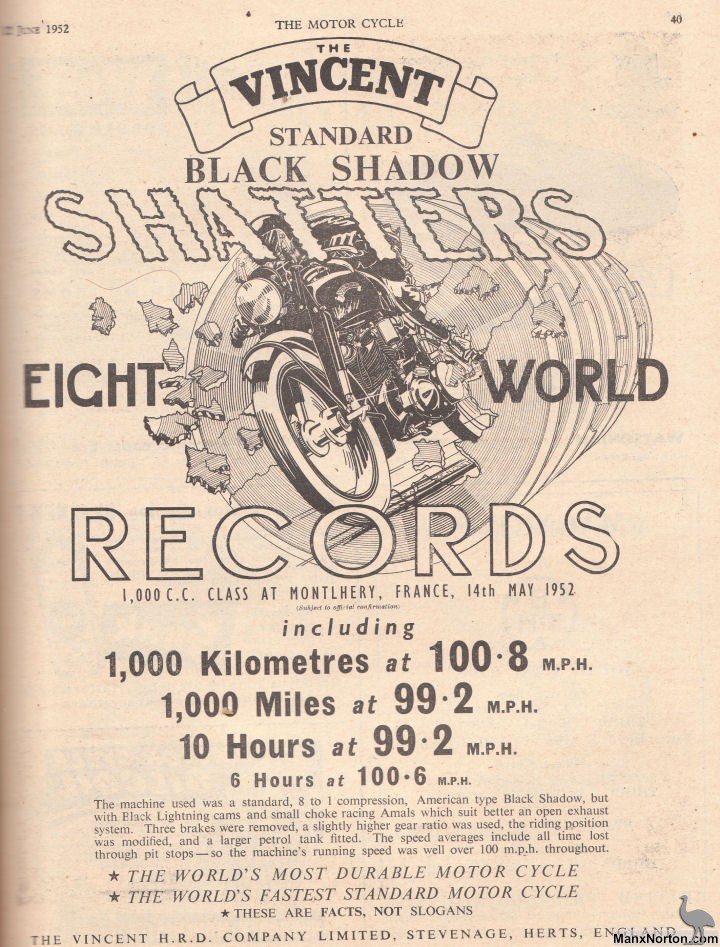 JUNE 1952
THE MOTOR CYCLE
40
THE
VINCENT
STANDARD
BLACK SHADOW
SHATTERS
EIGHT WORLD
RECORDS
1,000 C.C. CLASS AT MONTLHERY, FRANCE, 14th MAY 1952
(Subject to official confirmation)
including
1,000 Kilometres at 100·8 M.P.H.
1,000 Miles at 99·2 M.P.H.
10 Hours at 99·2 M.P.H.
6 Hours at 100·6 M.P.H.
The machine used was a standard, 8 to 1 compression, American type Black Shadow, but
with Black Lightning cams and small choke racing Amals which suit better an open exhaust
system. Three brakes were removed, a slightly higher gear ratio was used, the riding position
was modified, and a larger petrol tank fitted. The speed averages include all time lost
through pit stops—so the machine's running speed was well over 100 m.p.h. throughout.
★ THE WORLD'S MOST DURABLE MOTOR CYCLE
★ THE WORLD'S FASTEST STANDARD MOTOR CYCLE
★ THESE ARE FACTS, NOT SLOGANS
THE VINCENT H.R.D. COMPANY LIMITED, STEVENAGE, HERTS, ENGLAND
ManxNorton.com